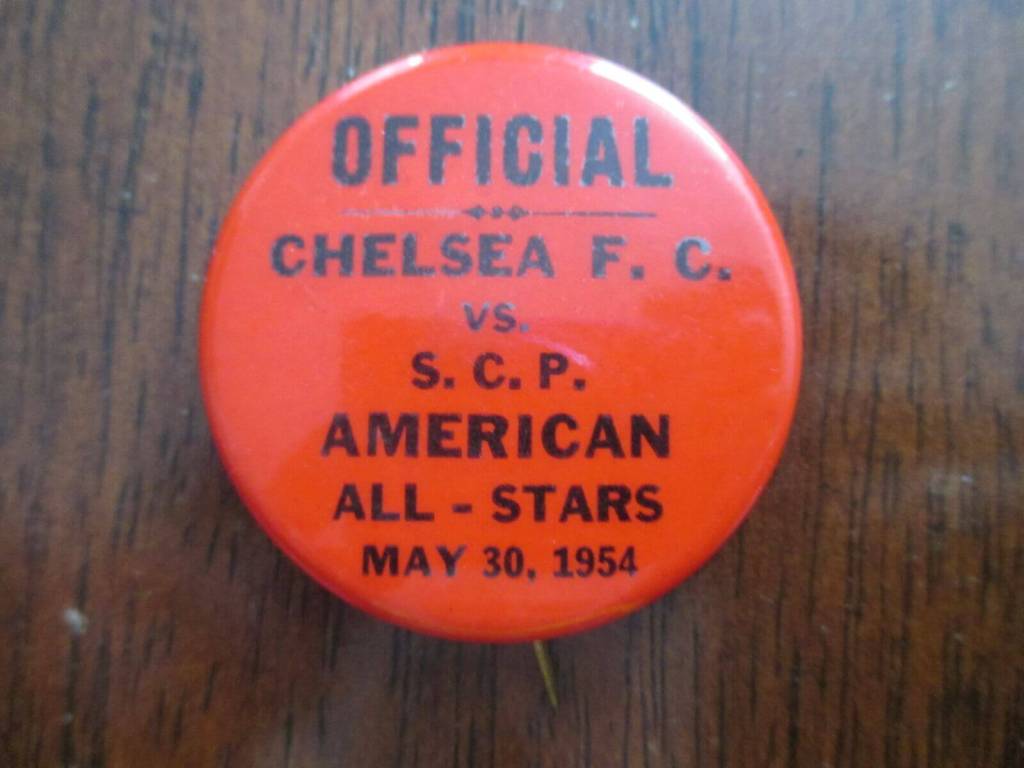 OFFICIAL
CHELSEA F. C.
VS.
S. C. P.
AMERICAN
ALL - STARS
MAY 30, 1954